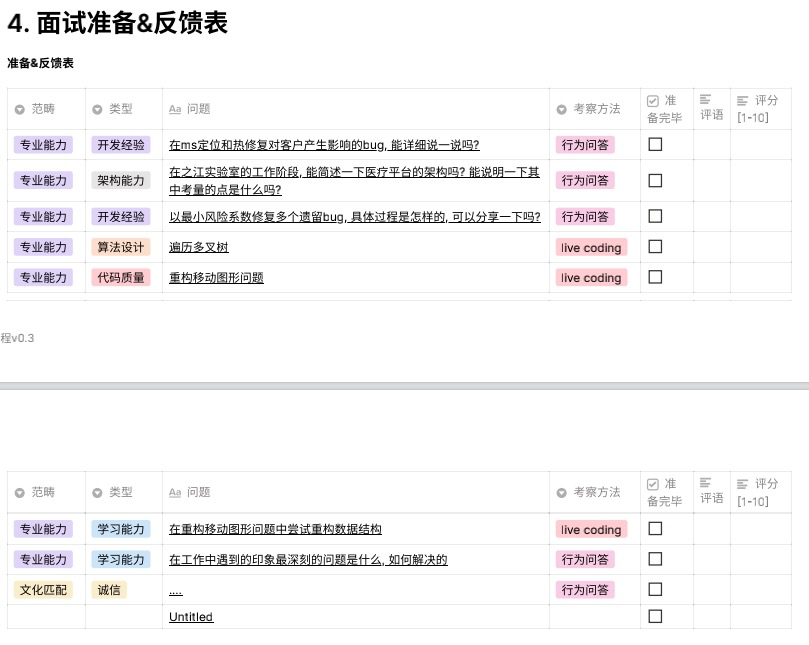 4. 面试准备&反馈表
准备&反馈表
范畴 类型 Aa 问题 考察方法 准备完毕 评语 评分[1-10]
专业能力 开发经验 在ms定位和热修复对客户产生影响的bug, 能详细说一说吗? 行为问答
专业能力 架构能力 在之江实验室的工作阶段, 能简述一下医疗平台的架构吗? 能说明一下其
中考量的点是什么吗? 行为问答
专业能力 开发经验 以最小风险系数修复多个遗留bug, 具体过程是怎样的, 可以分享一下吗? 行为问答
专业能力 算法设计 遍历多叉树 live coding
专业能力 代码质量 重构移动图形问题 live coding
程v0.3
范畴 类型 Aa 问题 考察方法 准备完毕 评语 评分[1-10]
专业能力 学习能力 在重构移动图形问题中尝试重构数据结构 live coding
专业能力 学习能力 在工作中遇到的印象最深刻的问题是什么, 如何解决的 行为问答
文化匹配 诚信 .... 行为问答
Untitled